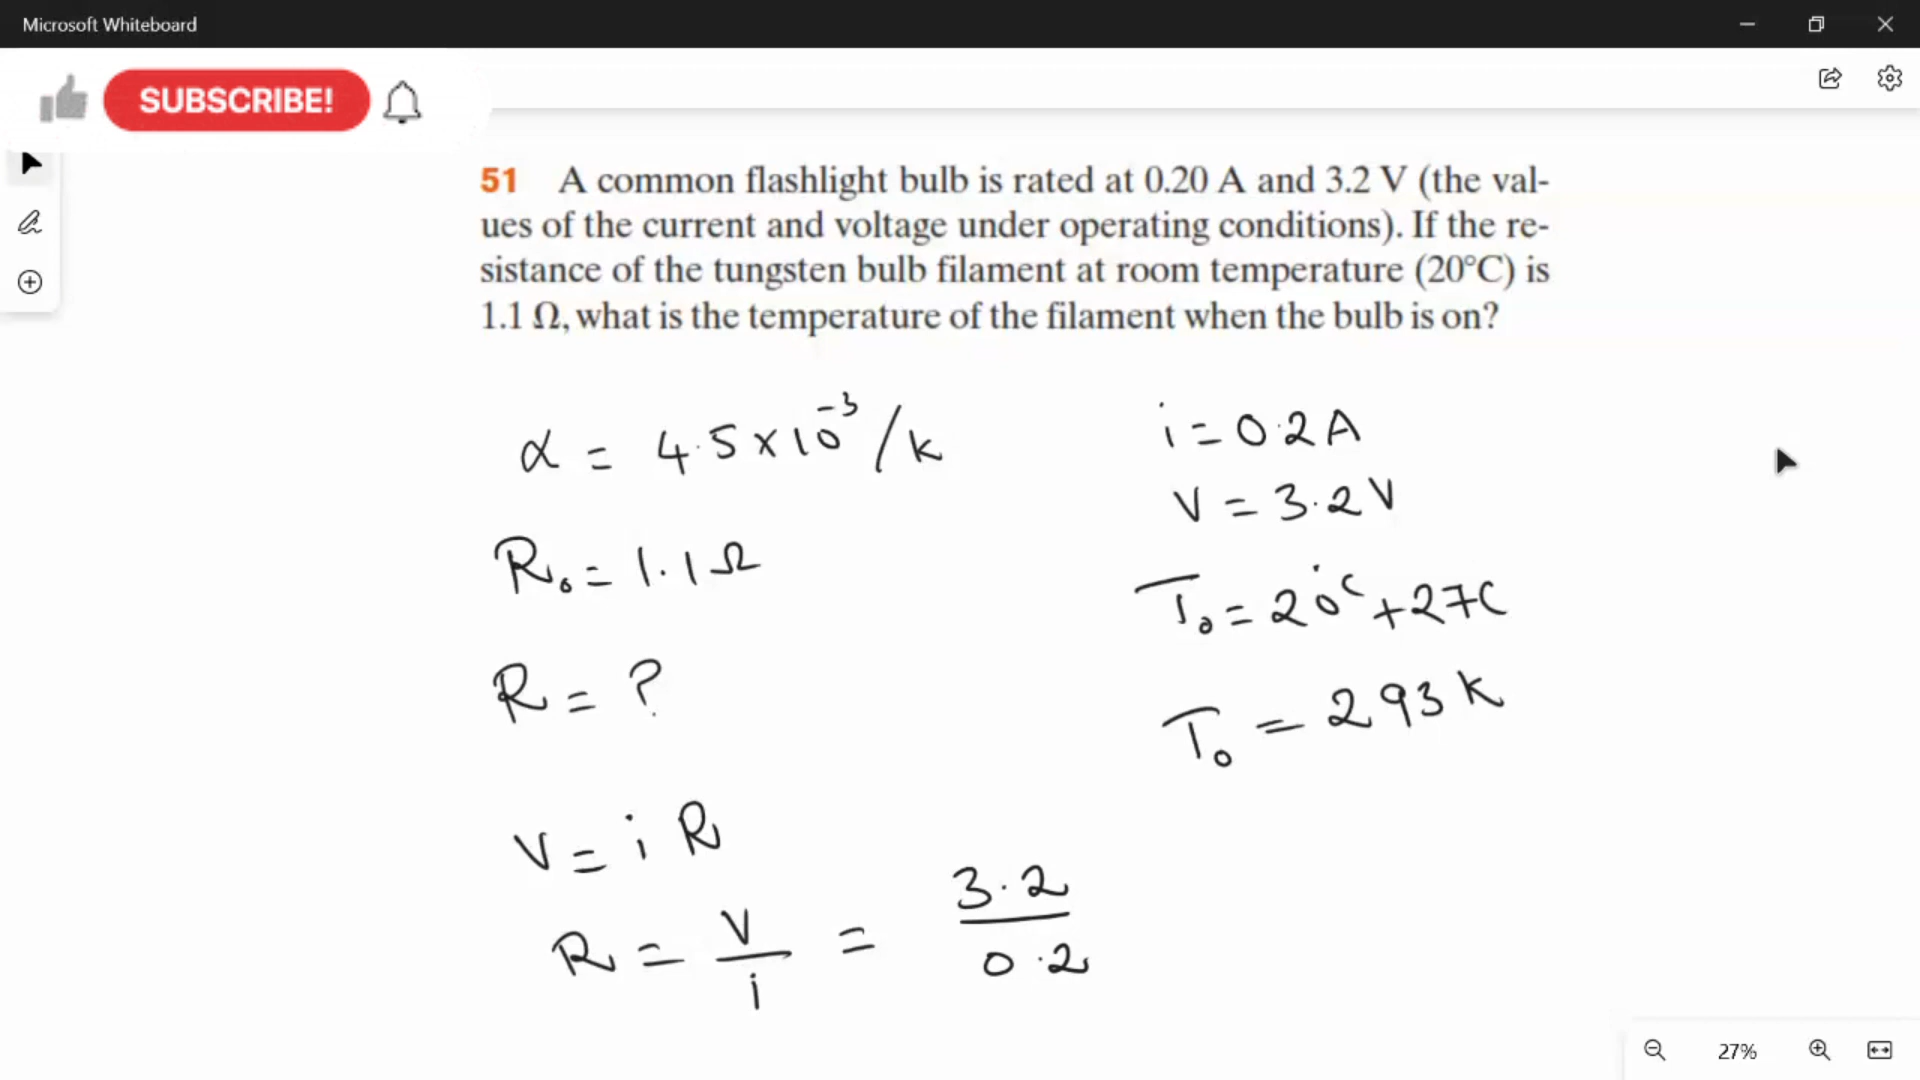 Microsoft Whiteboard
SUBSCRIBE!
51 A common flashlight bulb is rated at 0.20 A and 3.2 V (the val-
ues of the current and voltage under operating conditions). If the re-
sistance of the tungsten bulb filament at room temperature (20°C) is
1.1 Ω, what is the temperature of the filament when the bulb is on?
α = 4.5×10⁻³/k
i = 0.2A
V = 3.2V
R₀ = 1.1Ω
T₀ = 20°C + 27C
R = ?
T₀ = 293K
V = i R
R = V/i = 3.2/0.2
27%